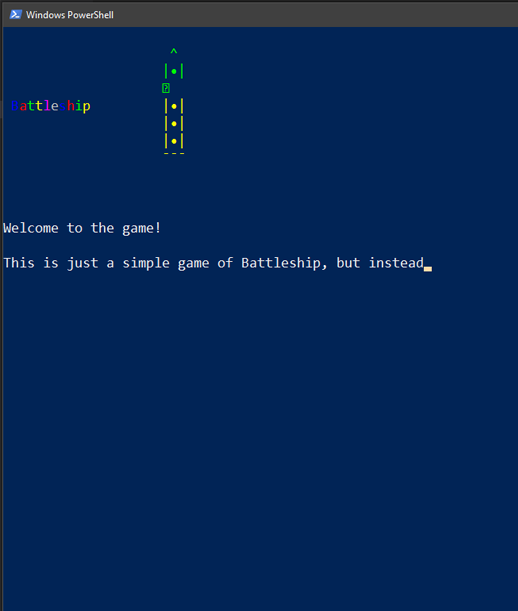 Windows PowerShell
^
|•|
Battleship |•|
|•|
|•|
---
Welcome to the game!
This is just a simple game of Battleship, but instead